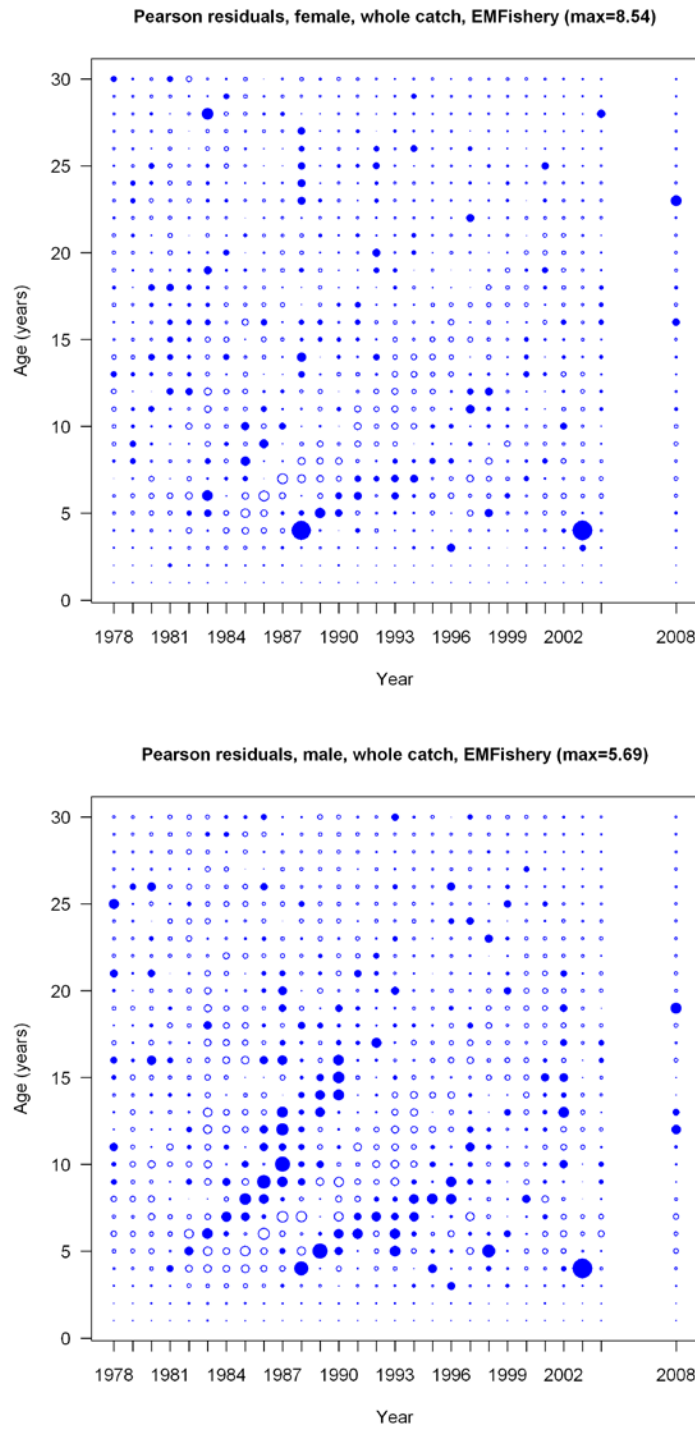 Pearson residuals, female, whole catch, EMFishery (max=8.54)
30
25
20
15
10
5
0
Age (years)
1978 1981 1984 1987 1990 1993 1996 1999 2002 2008
Year
Pearson residuals, male, whole catch, EMFishery (max=5.69)
30
25
20
15
10
5
0
Age (years)
1978 1981 1984 1987 1990 1993 1996 1999 2002 2008
Year